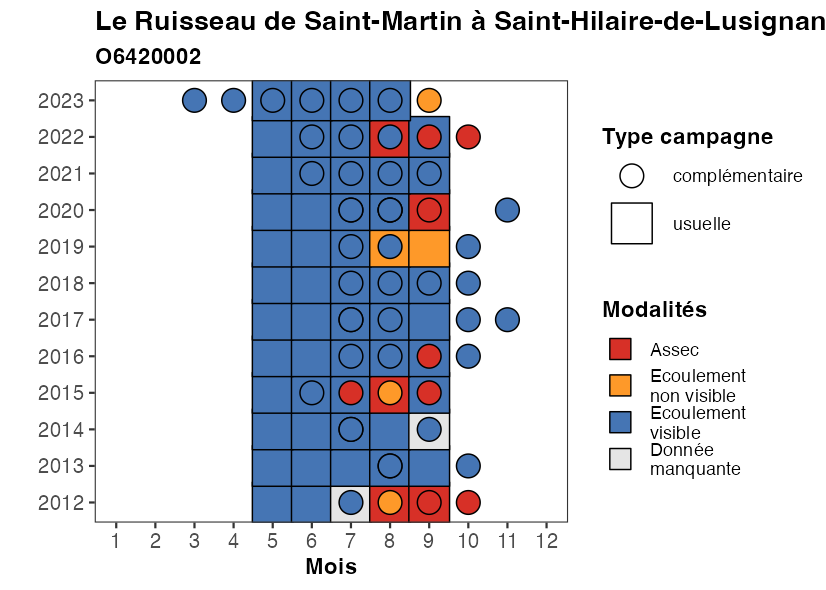 Le Ruisseau de Saint-Martin à Saint-Hilaire-de-Lusignan
O6420002
2023
2022
2021
2020
2019
2018
2017
2016
2015
2014
2013
2012
1 2 3 4 5 6 7 8 9 10 11 12
Mois
Type campagne
complémentaire
usuelle
Modalités
Assec
Ecoulement
non visible
Ecoulement
visible
Donnée
manquante